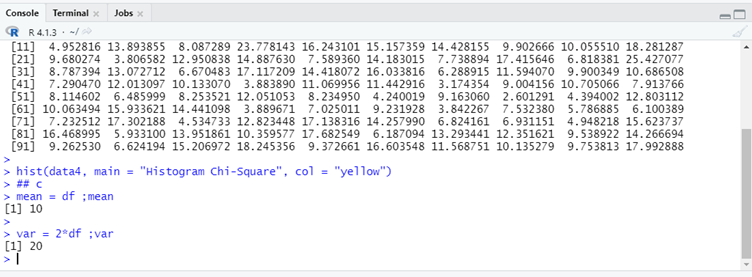 Console Terminal × Jobs ×
R 4.1.3 · ~/
[11] 4.952816 13.893855 8.087289 23.778143 16.243101 15.157359 14.428155 9.902666 10.055510 18.281287
[21] 9.680274 3.806582 12.950838 14.887630 7.589360 14.183015 7.738894 17.415646 6.818381 25.427077
[31] 8.787394 13.072712 6.670483 17.117209 14.418072 16.033816 6.288915 11.594070 9.900349 10.686508
[41] 7.290470 12.013097 10.133070 3.883890 11.069956 11.442916 3.174354 9.004156 10.705066 7.913766
[51] 8.114602 6.485999 8.253521 12.051053 8.234950 4.240019 9.163060 2.601291 4.394002 12.803112
[61] 10.063494 15.933621 14.441098 3.889671 7.025011 9.231928 3.842267 7.532380 5.786885 6.100389
[71] 7.232512 17.302188 4.534733 12.823448 17.138316 14.257990 6.824161 6.931151 4.948218 15.623737
[81] 16.468995 5.933100 13.951861 10.359577 17.682549 6.187094 13.293441 12.351621 9.538922 14.266694
[91] 9.262530 6.624194 15.206972 18.245356 9.372661 16.603548 11.568751 10.135279 9.753813 17.992888
>
> hist(data4, main = "Histogram Chi-Square", col = "yellow")
> ## c
> mean = df ;mean
[1] 10
>
> var = 2*df ;var
[1] 20
>